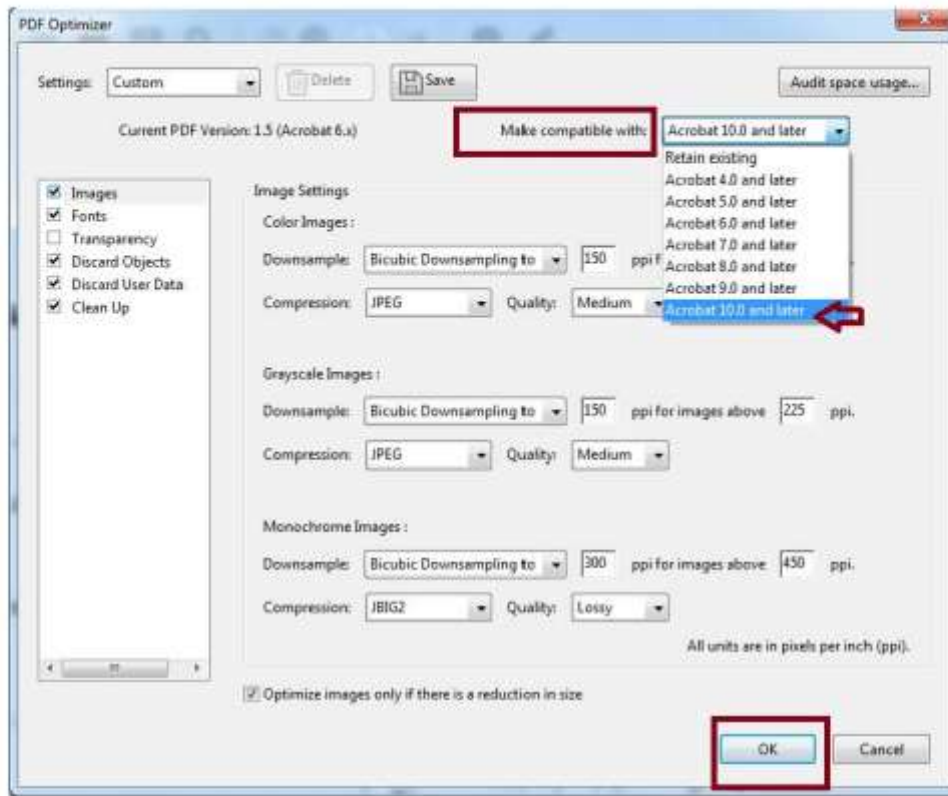 PDF Optimizer
Settings: Custom Delete Save Audit space usage...
Current PDF Version: 1.5 (Acrobat 6.x) Make compatible with: Acrobat 10.0 and later
Retain existing
Acrobat 4.0 and later
Acrobat 5.0 and later
Acrobat 6.0 and later
Acrobat 7.0 and later
Acrobat 8.0 and later
Acrobat 9.0 and later
Acrobat 10.0 and later
Images
Fonts
Transparency
Discard Objects
Discard User Data
Clean Up
Image Settings
Color Images :
Downsample: Bicubic Downsampling to 150 ppi f
Compression: JPEG Quality: Medium
Grayscale Images :
Downsample: Bicubic Downsampling to 150 ppi for images above 225 ppi.
Compression: JPEG Quality: Medium
Monochrome Images :
Downsample: Bicubic Downsampling to 300 ppi for images above 450 ppi.
Compression: JBIG2 Quality: Lossy
All units are in pixels per inch (ppi).
Optimize images only if there is a reduction in size
OK Cancel